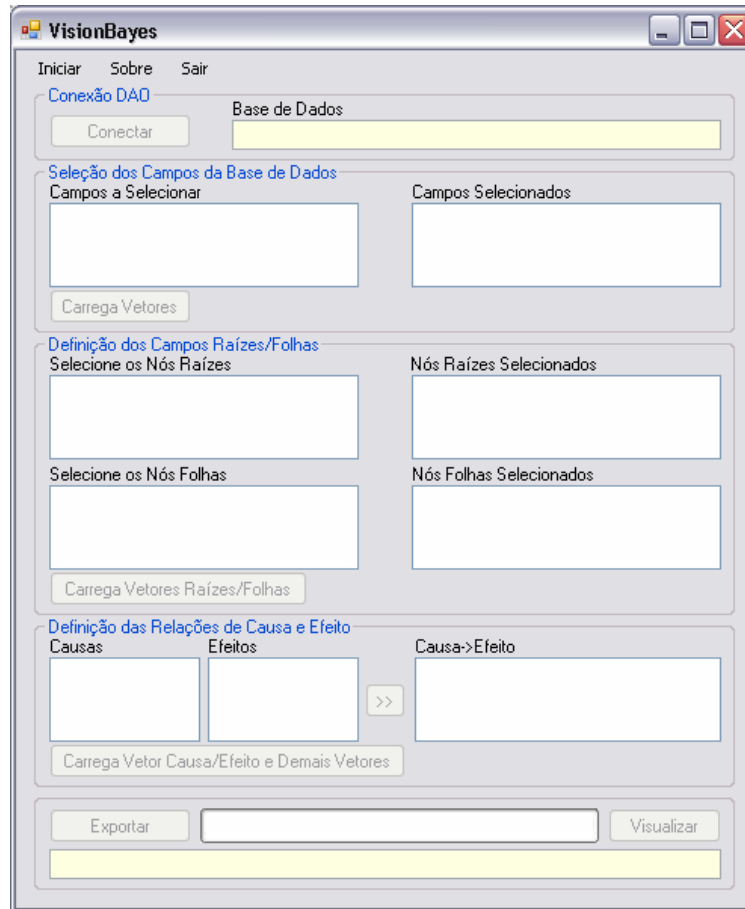 VisionBayes
Iniciar Sobre Sair
Conexão DAO
Base de Dados
Conectar
Seleção dos Campos da Base de Dados
Campos a Selecionar Campos Selecionados
Carrega Vetores
Definição dos Campos Raízes/Folhas
Selecione os Nós Raízes Nós Raízes Selecionados
Selecione os Nós Folhas Nós Folhas Selecionados
Carrega Vetores Raízes/Folhas
Definição das Relações de Causa e Efeito
Causas Efeitos Causa->Efeito
>>
Carrega Vetor Causa/Efeito e Demais Vetores
Exportar Visualizar